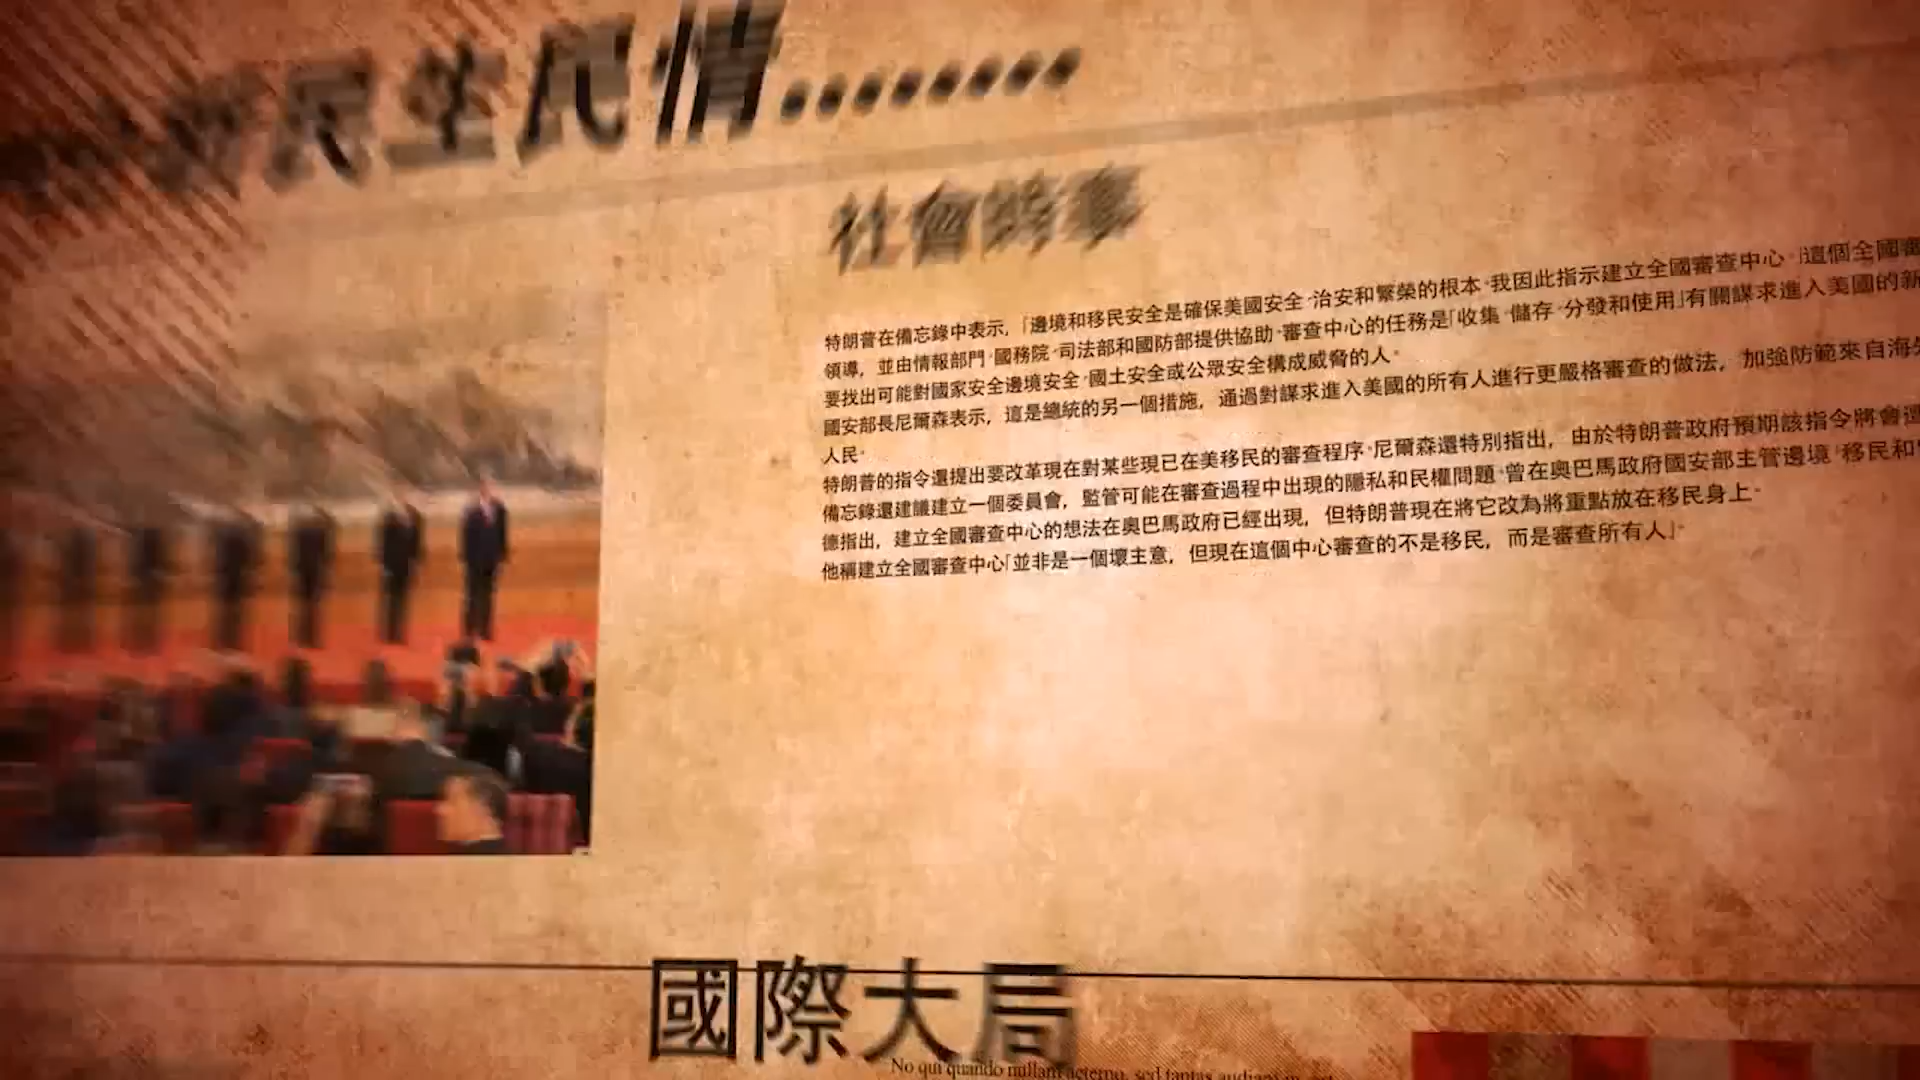 民生民情........
社會時事
特朗普在備忘錄中表示,「邊境和移民安全是確保美國安全、治安和繁榮的根本、我因此指示建立全國審查中心。」這個全國審
領導, 並由情報部門、國務院、司法部和國防部提供協助。審查中心的任務是「收集、儲存、分發和使用」有關謀求進入美國的新
要找出可能對國家安全邊境安全、國土安全或公眾安全構成威脅的人。
國安部長尼爾森表示, 這是總統的另一個措施, 通過對謀求進入美國的所有人進行更嚴格審查的做法, 加強防範來自海
人民。
特朗普的指令還提出要改革現在對某些現已在美移民的審查程序。尼爾森還特別指出, 由於特朗普政府預期該指令將會
備忘錄還建議建立一個委員會, 監管可能在審查過程中出現的隱私和民權問題。曾在奧巴馬政府國安部主管邊境、移民和
德指出, 建立全國審查中心的想法在奧巴馬政府已經出現, 但特朗普現在將它改為將重點放在移民身上。
他稱建立全國審查中心「並非是一個壞主意, 但現在這個中心審查的不是移民, 而是審查所有人」。
國際大局
No qui quando nullam aeterno, sed tantas